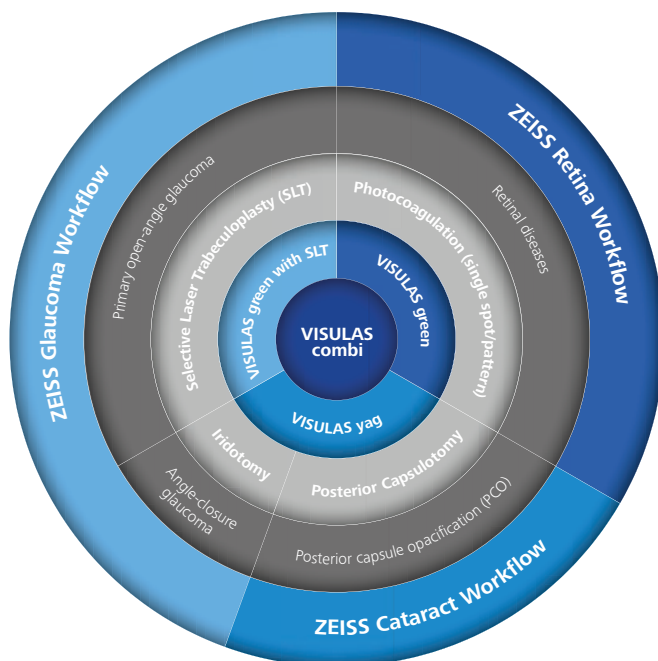 ZEISS Glaucoma Workflow
ZEISS Retina Workflow
ZEISS Cataract Workflow
Primary open-angle glaucoma
Retinal diseases
Angle-closure
glaucoma
Posterior capsule opacification (PCO)
Selective Laser Trabeculoplasty (SLT)
Photocoagulation (single spot/pattern)
Iridotomy
Posterior Capsulotomy
VISULAS green with SLT
VISULAS green
VISULAS yag
VISULAS
combi